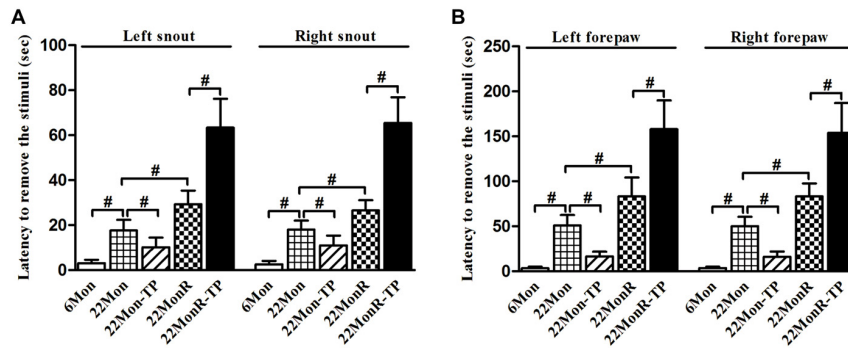 A
Left snout
Right snout
Latency to remove the stimuli (sec)
100
80
60
40
20
0
# # # #
# # # #
6Mon
22Mon
22Mon-TP
22MonR
22MonR-TP
6Mon
22Mon
22Mon-TP
22MonR
22MonR-TP
B
Left forepaw
Right forepaw
Latency to remove the stimuli (sec)
250
200
150
100
50
0
# # # #
# # # #
6Mon
22Mon
22Mon-TP
22MonR
22MonR-TP
6Mon
22Mon
22Mon-TP
22MonR
22MonR-TP